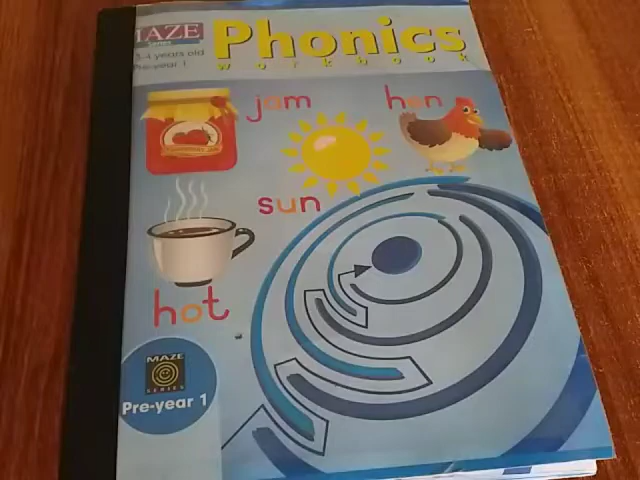 MAZE
Series
3-4 years old
Pre-year 1
Phonics
workbook
jam
hen
sun
hot
MAZE
SERIES
Pre-year 1